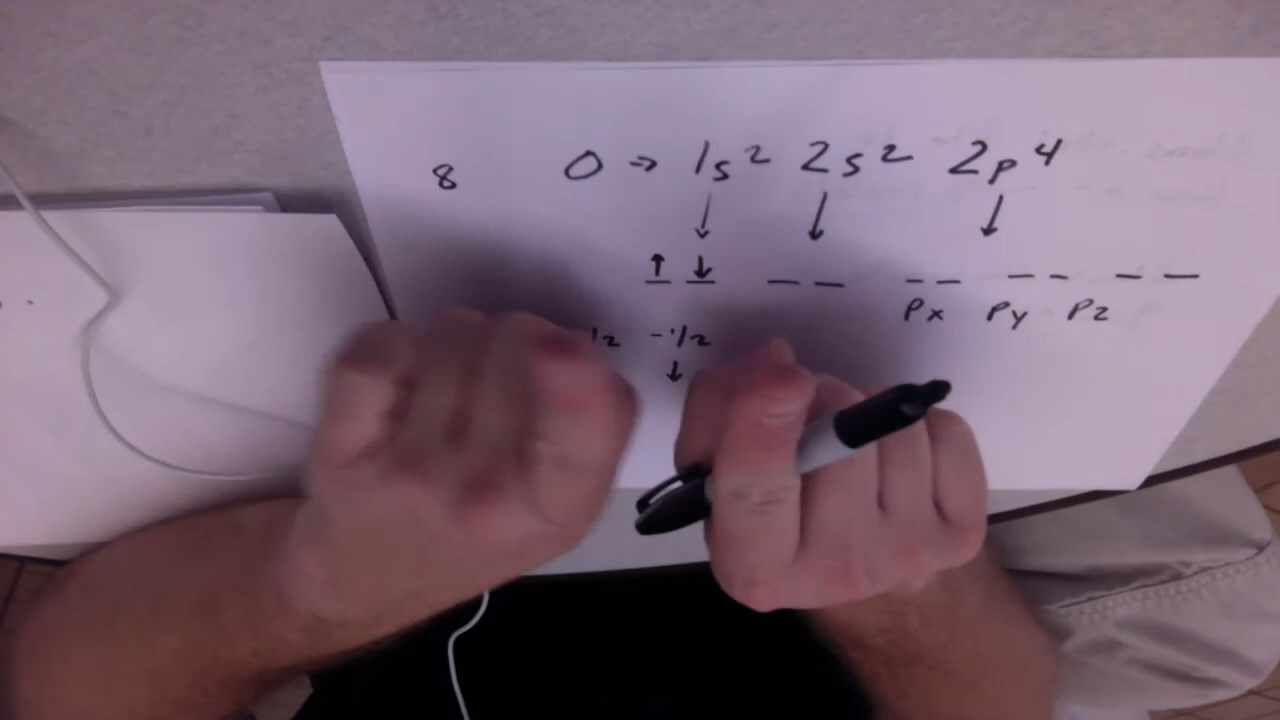 8 O → 1s² 2s² 2p⁴
↓ ↓ ↓
↑ ↓ _ _ _ _ _ _ _ _
Px Py Pz
-1/2
↓